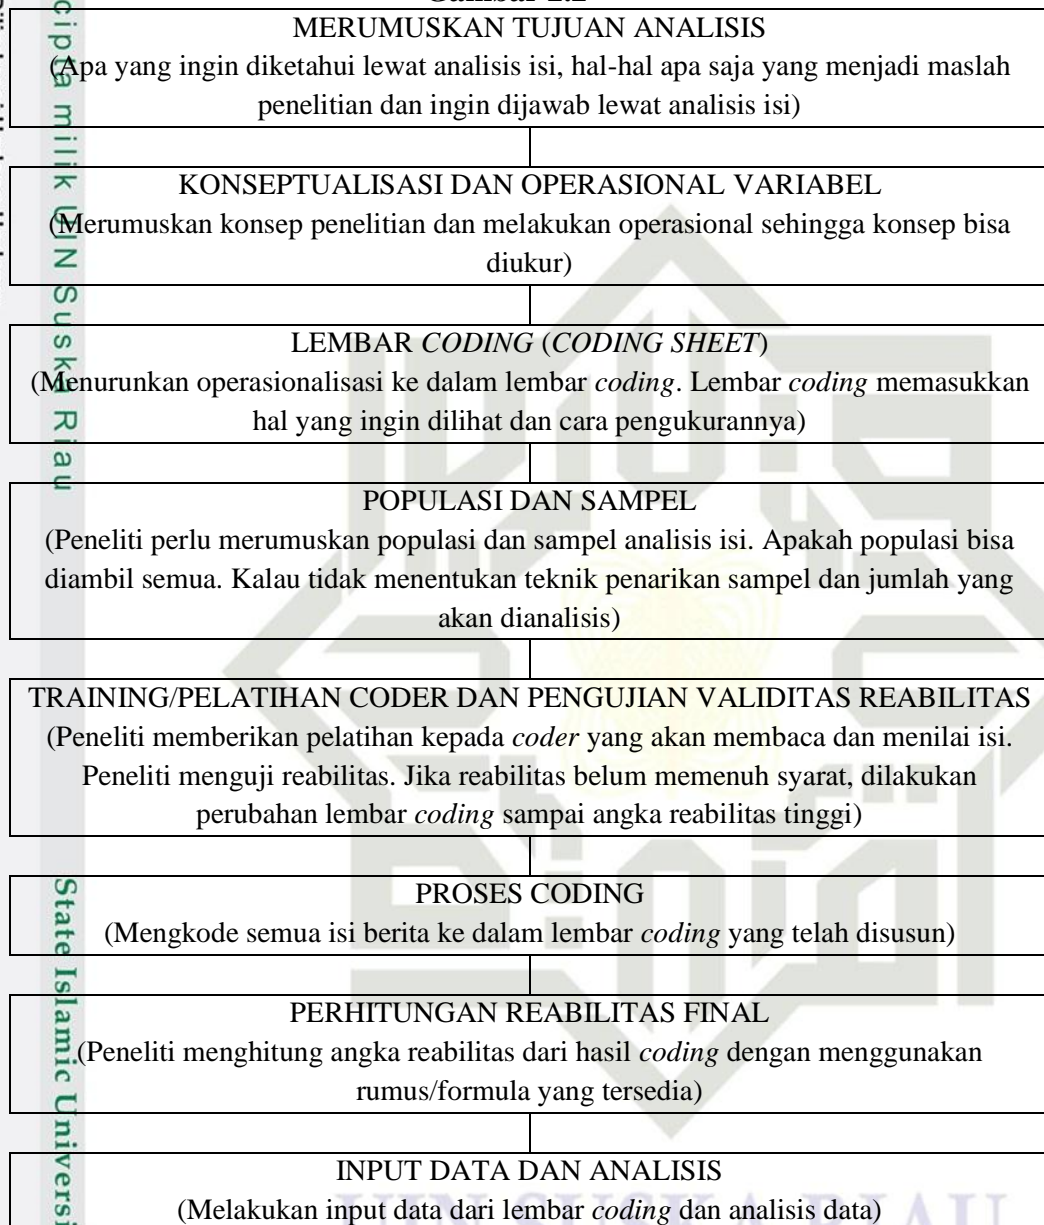 MERUMUSKAN TUJUAN ANALISIS
(Apa yang ingin diketahui lewat analisis isi, hal-hal apa saja yang menjadi maslah
penelitian dan ingin dijawab lewat analisis isi)
KONSEPTUALISASI DAN OPERASIONAL VARIABEL
(Merumuskan konsep penelitian dan melakukan operasional sehingga konsep bisa
diukur)
LEMBAR CODING (CODING SHEET)
(Menurunkan operasionalisasi ke dalam lembar coding. Lembar coding memasukkan
hal yang ingin dilihat dan cara pengukurannya)
POPULASI DAN SAMPEL
(Peneliti perlu merumuskan populasi dan sampel analisis isi. Apakah populasi bisa
diambil semua. Kalau tidak menentukan teknik penarikan sampel dan jumlah yang
akan dianalisis)
TRAINING/PELATIHAN CODER DAN PENGUJIAN VALIDITAS REABILITAS
(Peneliti memberikan pelatihan kepada coder yang akan membaca dan menilai isi.
Peneliti menguji reabilitas. Jika reabilitas belum memenuh syarat, dilakukan
perubahan lembar coding sampai angka reabilitas tinggi)
PROSES CODING
(Mengkode semua isi berita ke dalam lembar coding yang telah disusun)
PERHITUNGAN REABILITAS FINAL
(Peneliti menghitung angka reabilitas dari hasil coding dengan menggunakan
rumus/formula yang tersedia)
INPUT DATA DAN ANALISIS
(Melakukan input data dari lembar coding dan analisis data)
cipta milik UIN Suska Riau
State Islamic Universi
UIN SUSKA RIAU